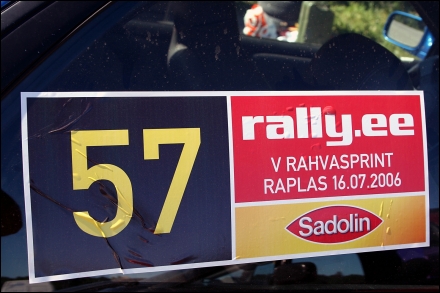 57
rally.ee
V RAHVASPRINT
RAPLAS 16.07.2006
Sadolin